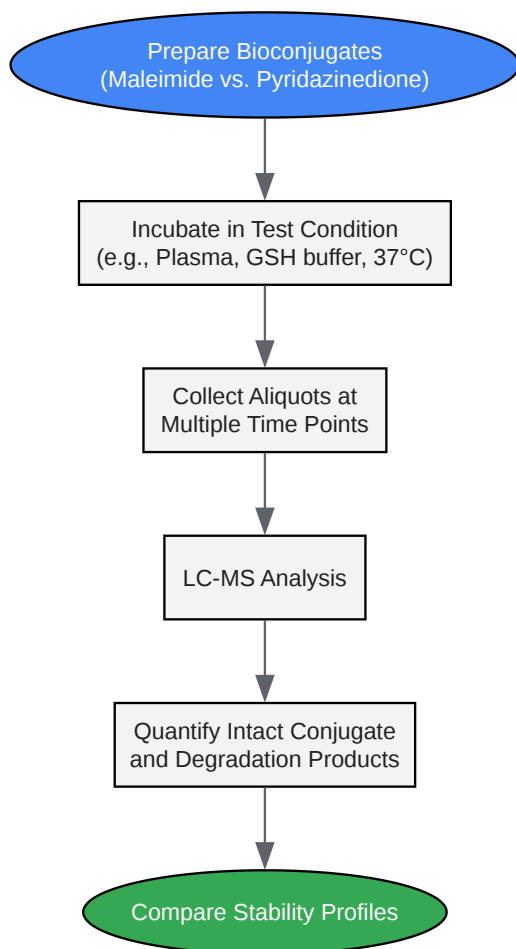 Prepare Bioconjugates
(Maleimide vs. Pyridazinedione)
Incubate in Test Condition
(e.g., Plasma, GSH buffer, 37°C)
Collect Aliquots at
Multiple Time Points
LC-MS Analysis
Quantify Intact Conjugate
and Degradation Products
Compare Stability Profiles